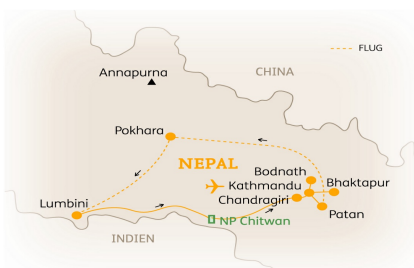 FLUG
Annapurna
CHINA
Pokhara
NEPAL
Bodnath
Kathmandu
Bhaktapur
Chandragiri
Lumbini
Patan
NP Chitwan
INDIEN